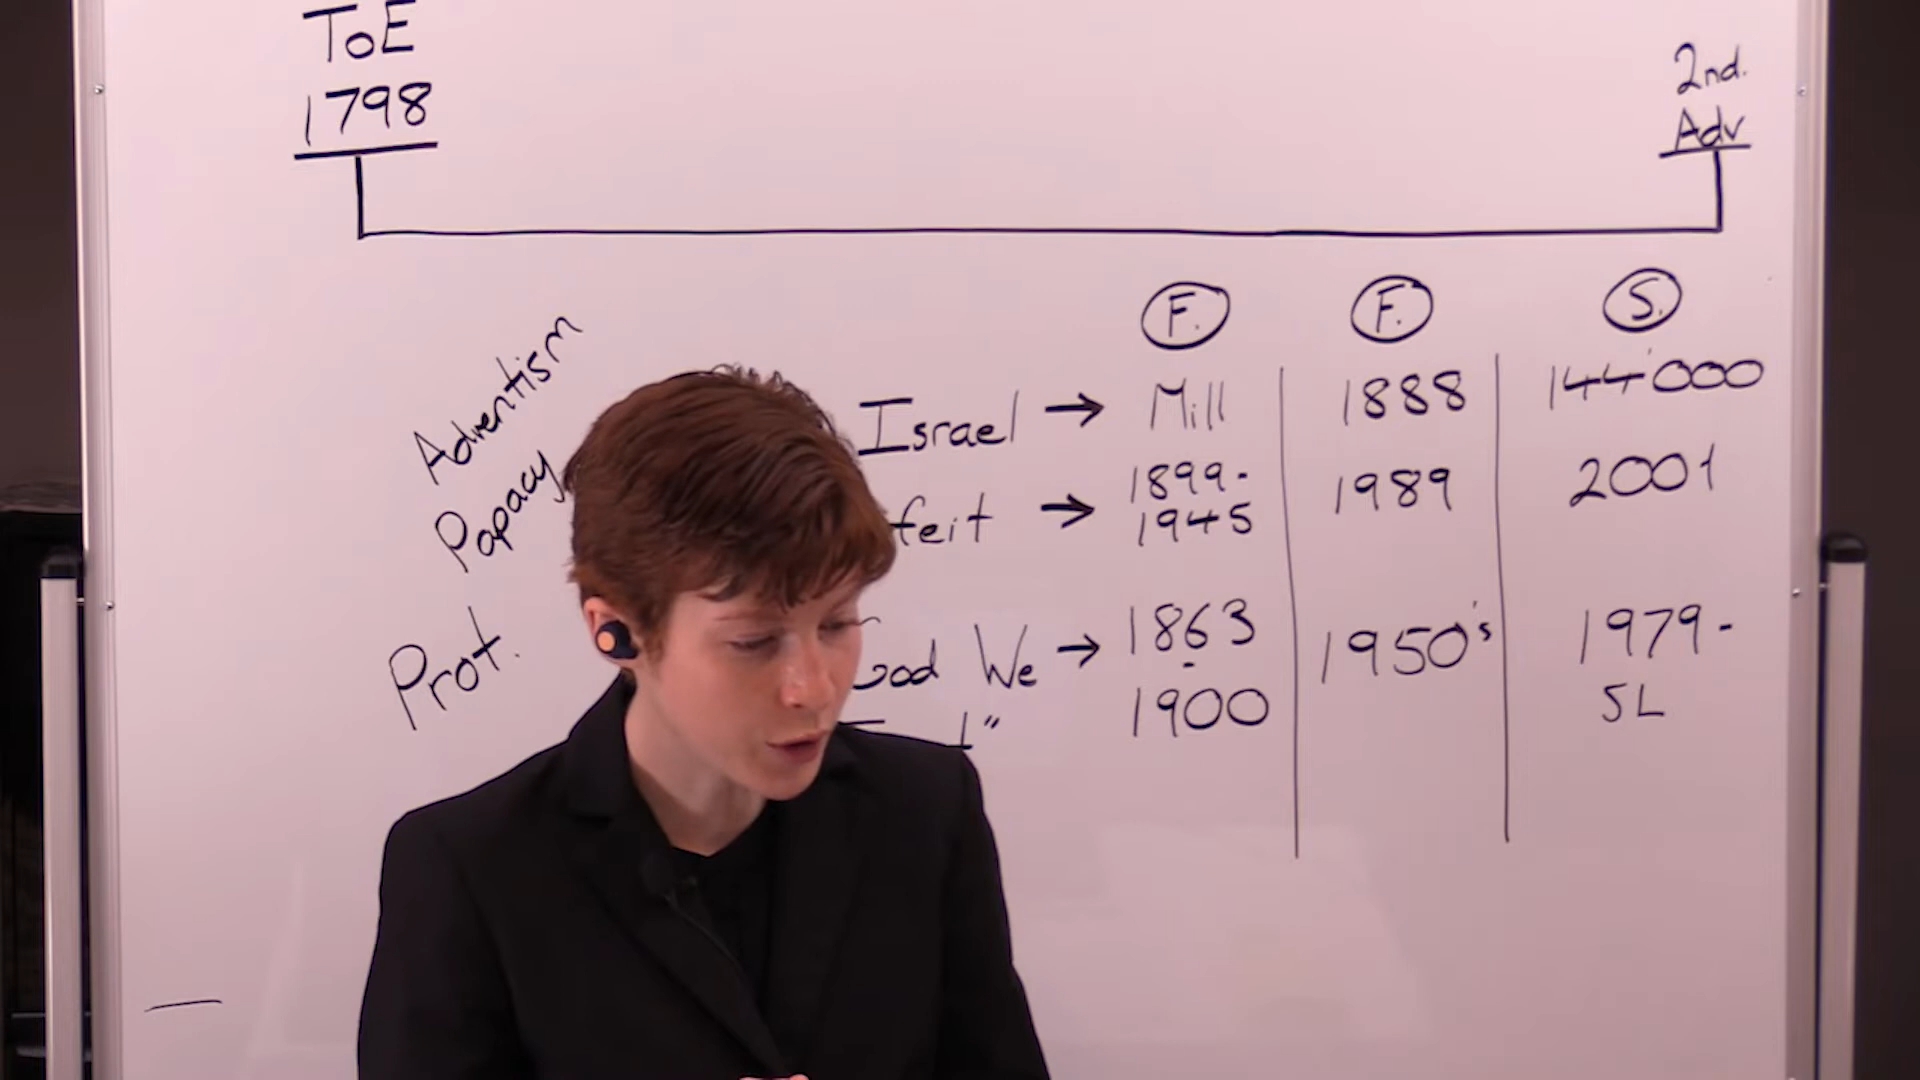 ToE
1798
2nd.
Adv
F. F. S.
Adventism Israel → Mill 1888 144'000
Papacy feit → 1899-1945 1989 2001
Prot. God We → 1863-1900 1950's 1979-SL